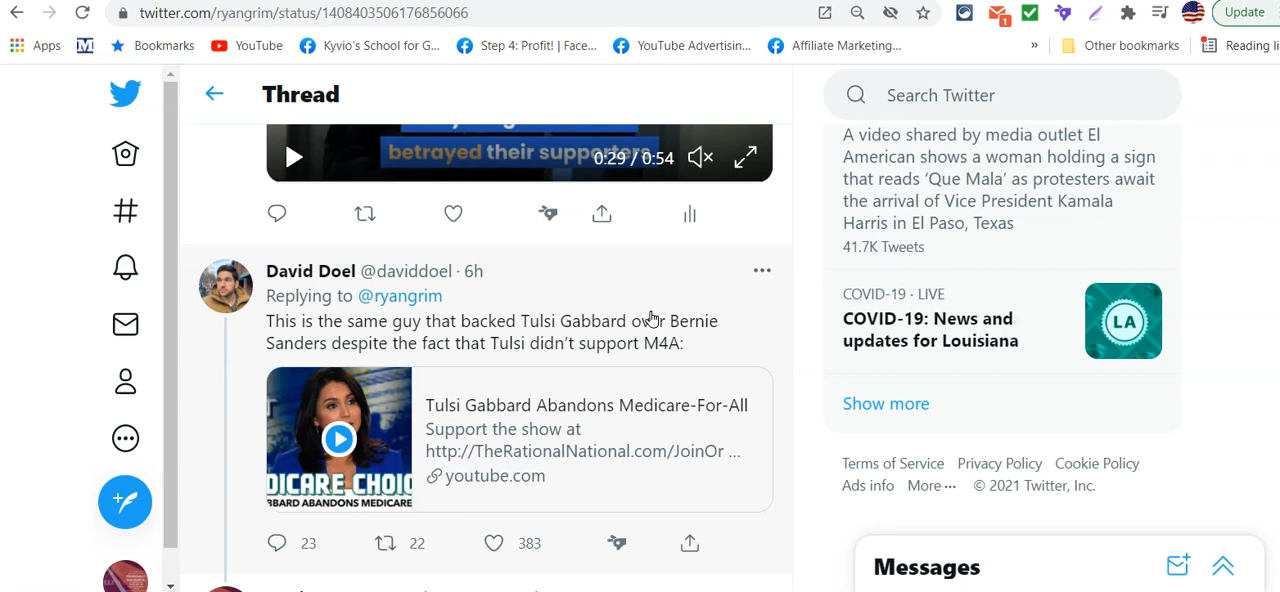 twitter.com/ryangrim/status/1408403506176856066
Update
Apps
Bookmarks
YouTube
Kyvio's School for G...
Step 4: Profit! | Face...
YouTube Advertisin...
Affiliate Marketing...
»
Other bookmarks
Reading li
1
Thread
betrayed their supporters
0:29 / 0:54
David Doel @daviddoel · 6h
Replying to @ryangrim
This is the same guy that backed Tulsi Gabbard over Bernie
Sanders despite the fact that Tulsi didn't support M4A:
DICARE CHOIC
BBARD ABANDONS MEDICARE
Tulsi Gabbard Abandons Medicare-For-All
Support the show at
http://TheRationalNational.com/JoinOr ...
youtube.com
23
22
383
Search Twitter
A video shared by media outlet El
American shows a woman holding a sign
that reads ‘Que Mala’ as protesters await
the arrival of Vice President Kamala
Harris in El Paso, Texas
41.7K Tweets
COVID-19 · LIVE
COVID-19: News and
updates for Louisiana
LA
Show more
Terms of Service Privacy Policy Cookie Policy
Ads info More ··· © 2021 Twitter, Inc.
Messages